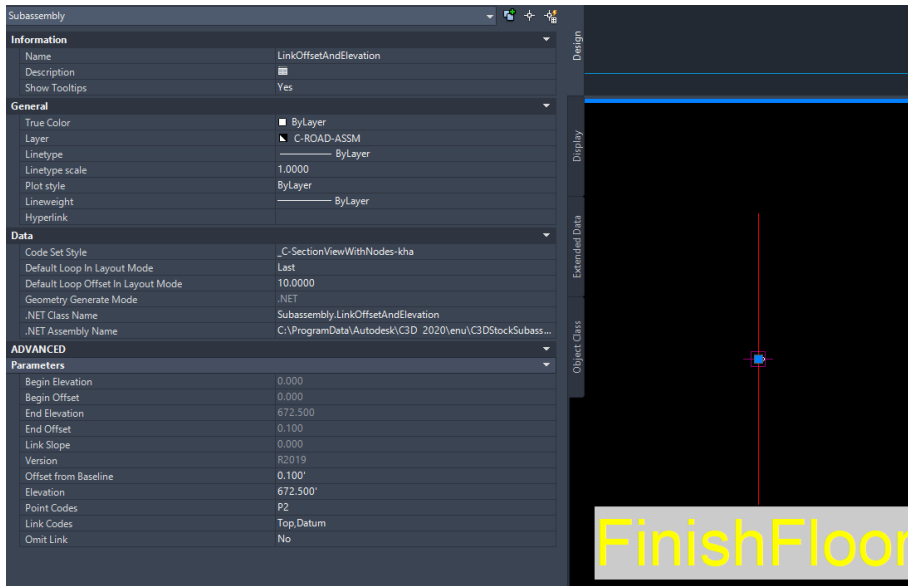 Subassembly
Information
Name LinkOffsetAndElevation
Description
Show Tooltips Yes
General
True Color ByLayer
Layer C-ROAD-ASSM
Linetype ByLayer
Linetype scale 1.0000
Plot style ByLayer
Lineweight ByLayer
Hyperlink
Data
Code Set Style _C-SectionViewWithNodes-kha
Default Loop In Layout Mode Last
Default Loop Offset In Layout Mode 10.0000
Geometry Generate Mode .NET
.NET Class Name Subassembly.LinkOffsetAndElevation
.NET Assembly Name C:\ProgramData\Autodesk\C3D 2020\enu\C3DStockSubass...
ADVANCED
Parameters
Begin Elevation 0.000
Begin Offset 0.000
End Elevation 672.500
End Offset 0.100
Link Slope 0.000
Version R2019
Offset from Baseline 0.100'
Elevation 672.500'
Point Codes P2
Link Codes Top,Datum
Omit Link No
Design
Display
Extended Data
Object Class
FinishFloor